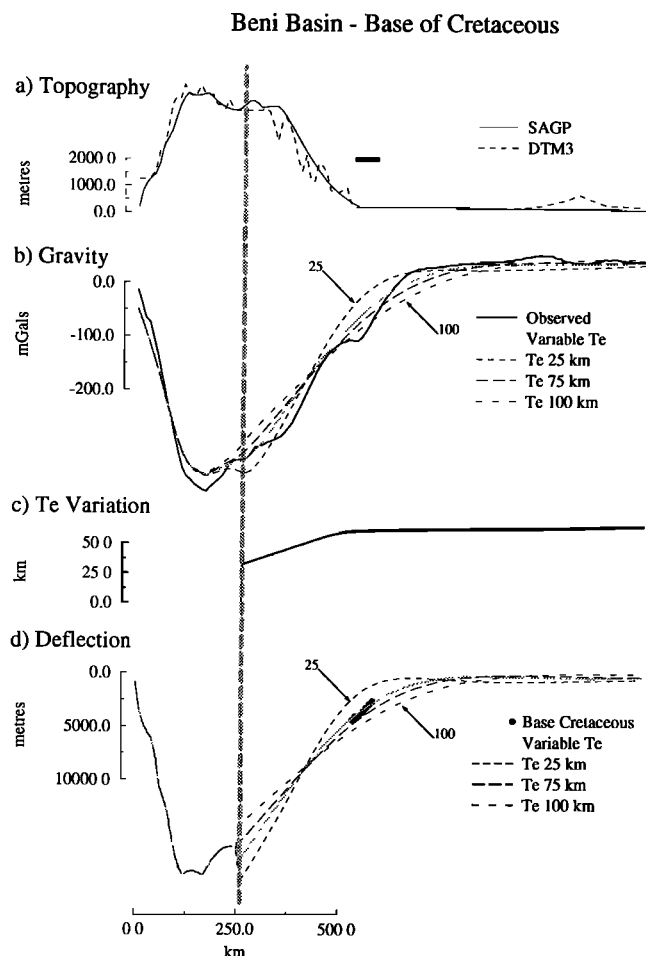 Beni Basin - Base of Cretaceous
a) Topography
SAGP
DTM3
2000.0
1000.0
0.0
metres
b) Gravity
0.0
-100.0
-200.0
mGals
25
100
Observed
Variable Te
Te 25 km
Te 75 km
Te 100 km
c) Te Variation
50 0
25 0
0.0
km
d) Deflection
0.0
5000.0
10000 0
metres
25
100
Base Cretaceous
Variable Te
Te 25 km
Te 75 km
Te 100 km
0 0
250.0
500.0
km